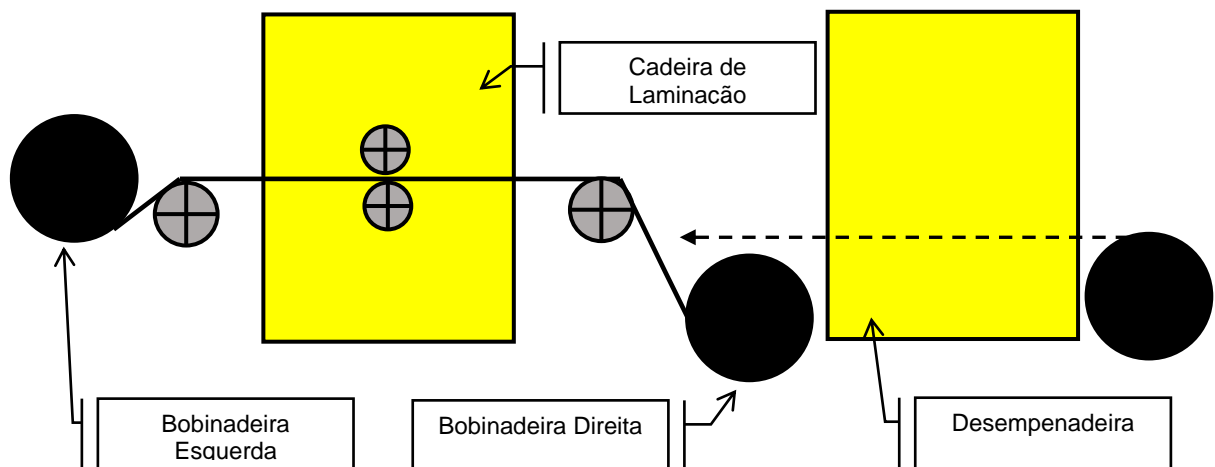 Cadeira de
Laminacão
Bobinadeira
Esquerda
Bobinadeira Direita
Desempenadeira